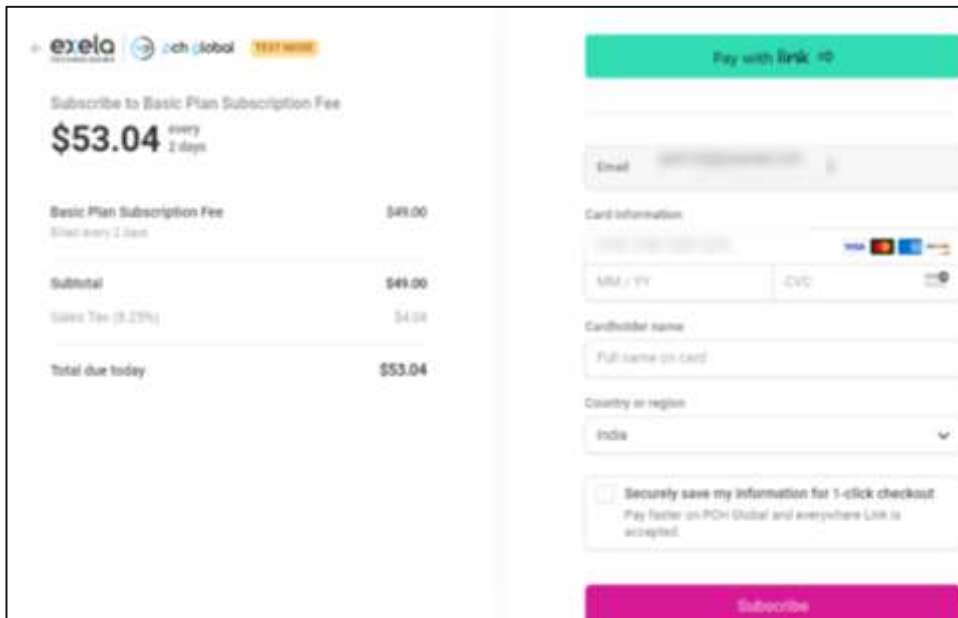 exela
TECHNOLOGIES
pch global
TEST MODE
Subscribe to Basic Plan Subscription Fee
$53.04 every
2 days
Basic Plan Subscription Fee $49.00
Billed every 2 days
Subtotal $49.00
Sales Tax (8.25%) $4.04
Total due today $53.04
Pay with link
Email
Card information
VISA
MM / YY CVC
Cardholder name
Full name on card
Country or region
India
Securely save my information for 1-click checkout
Pay faster on PCH Global and everywhere Link is
accepted.
Subscribe